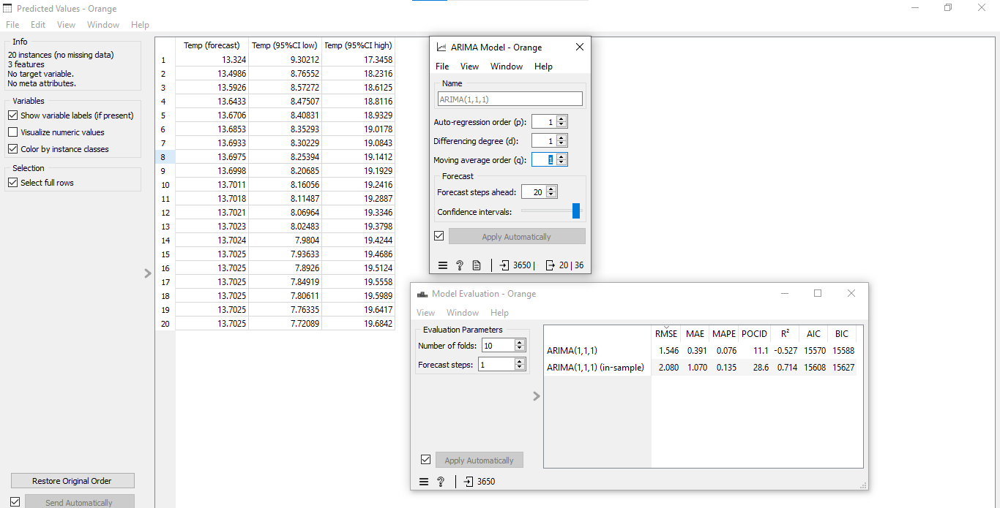 Predicted Values - Orange
File Edit View Window Help
Info
20 instances (no missing data)
3 features
No target variable.
No meta attributes.
Variables
Show variable labels (if present)
Visualize numeric values
Color by instance classes
Selection
Select full rows
Restore Original Order
Send Automatically
Temp (forecast) Temp (95%CI low) Temp (95%CI high)
1 13.324 9.30212 17.3458
2 13.4986 8.76552 18.2316
3 13.5926 8.57272 18.6125
4 13.6433 8.47507 18.8116
5 13.6706 8.40831 18.9329
6 13.6853 8.35293 19.0178
7 13.6933 8.30229 19.0843
8 13.6975 8.25394 19.1412
9 13.6998 8.20685 19.1929
10 13.7011 8.16056 19.2416
11 13.7018 8.11487 19.2887
12 13.7021 8.06964 19.3346
13 13.7023 8.02483 19.3798
14 13.7024 7.9804 19.4244
15 13.7025 7.93633 19.4686
16 13.7025 7.8926 19.5124
17 13.7025 7.84919 19.5558
18 13.7025 7.80611 19.5989
19 13.7025 7.76335 19.6417
20 13.7025 7.72089 19.6842
ARIMA Model - Orange
File View Window Help
Name
ARIMA(1,1,1)
Auto-regression order (p): 1
Differencing degree (d): 1
Moving average order (q): 1
Forecast
Forecast steps ahead: 20
Confidence intervals:
Apply Automatically
? 3650 | 20 | 36
Model Evaluation - Orange
View Window Help
Evaluation Parameters
Number of folds: 10
Forecast steps: 1
Apply Automatically
? 3650
RMSE MAE MAPE POCID R² AIC BIC
ARIMA(1,1,1) 1.546 0.391 0.076 11.1 -0.527 15570 15588
ARIMA(1,1,1) (in-sample) 2.080 1.070 0.135 28.6 0.714 15608 15627